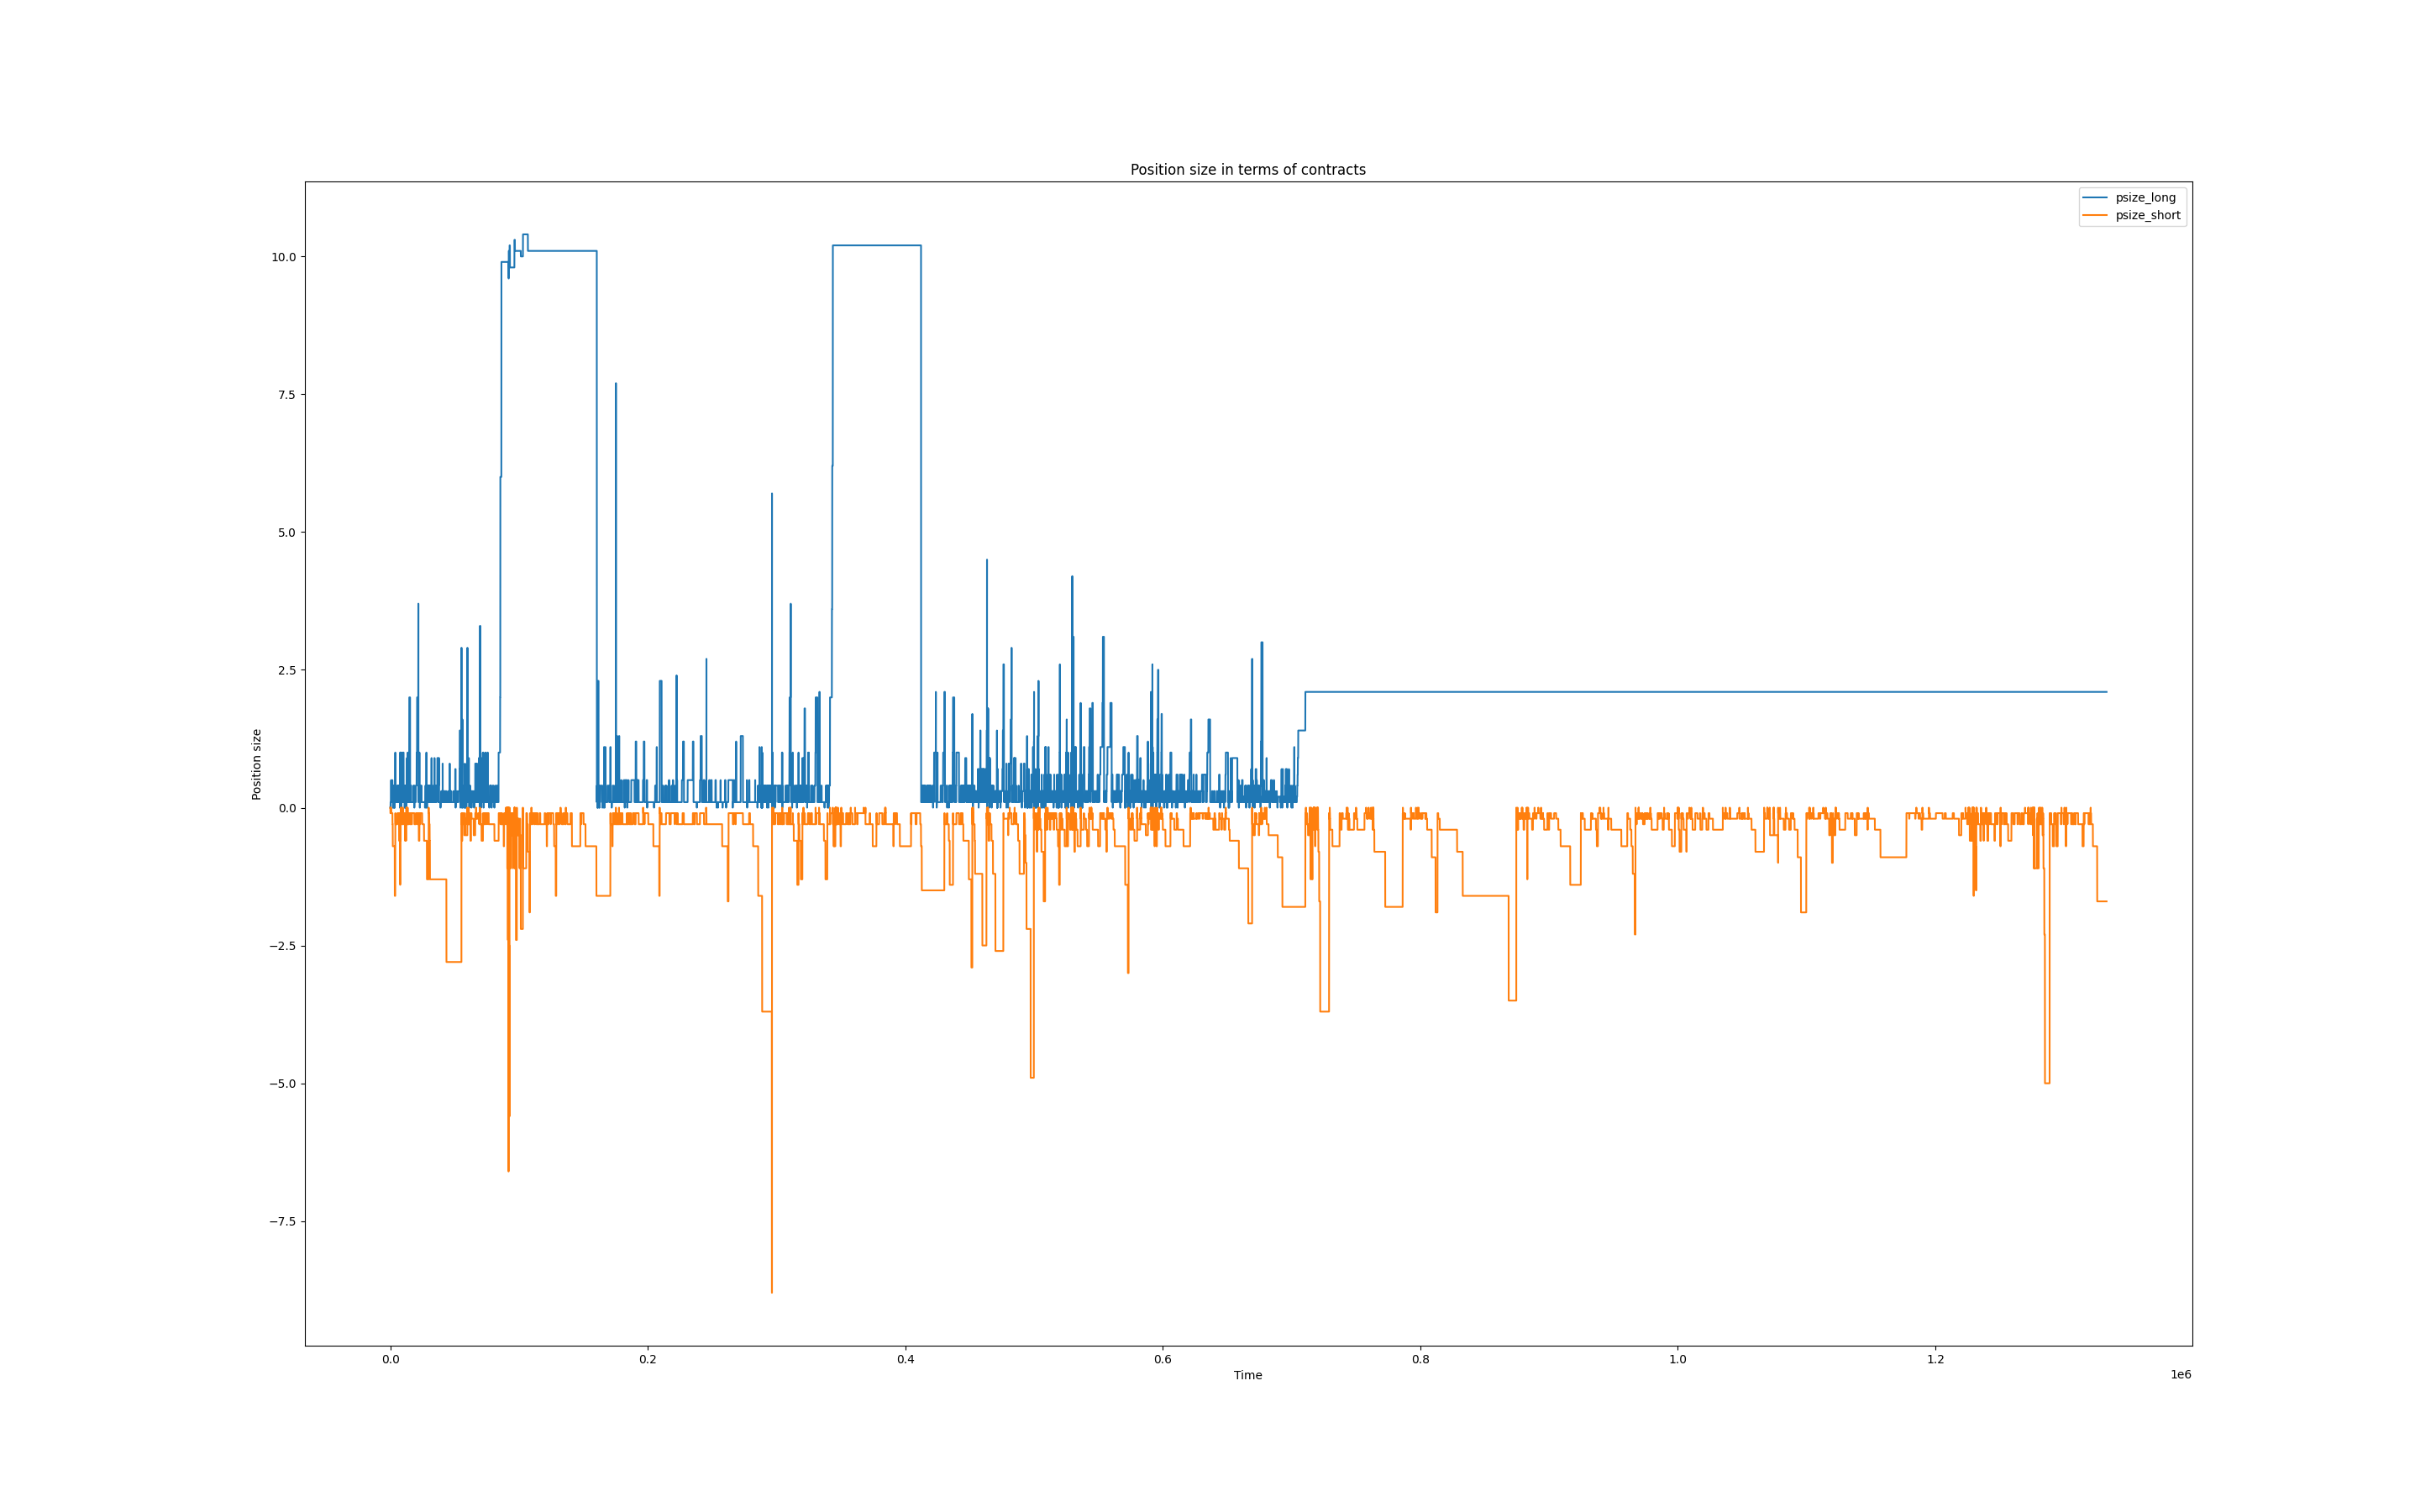 Position size in terms of contracts
psize_long
psize_short
10.0
7.5
5.0
2.5
0.0
−2.5
−5.0
−7.5
Position size
0.0
0.2
0.4
0.6
0.8
1.0
1.2
Time
1e6